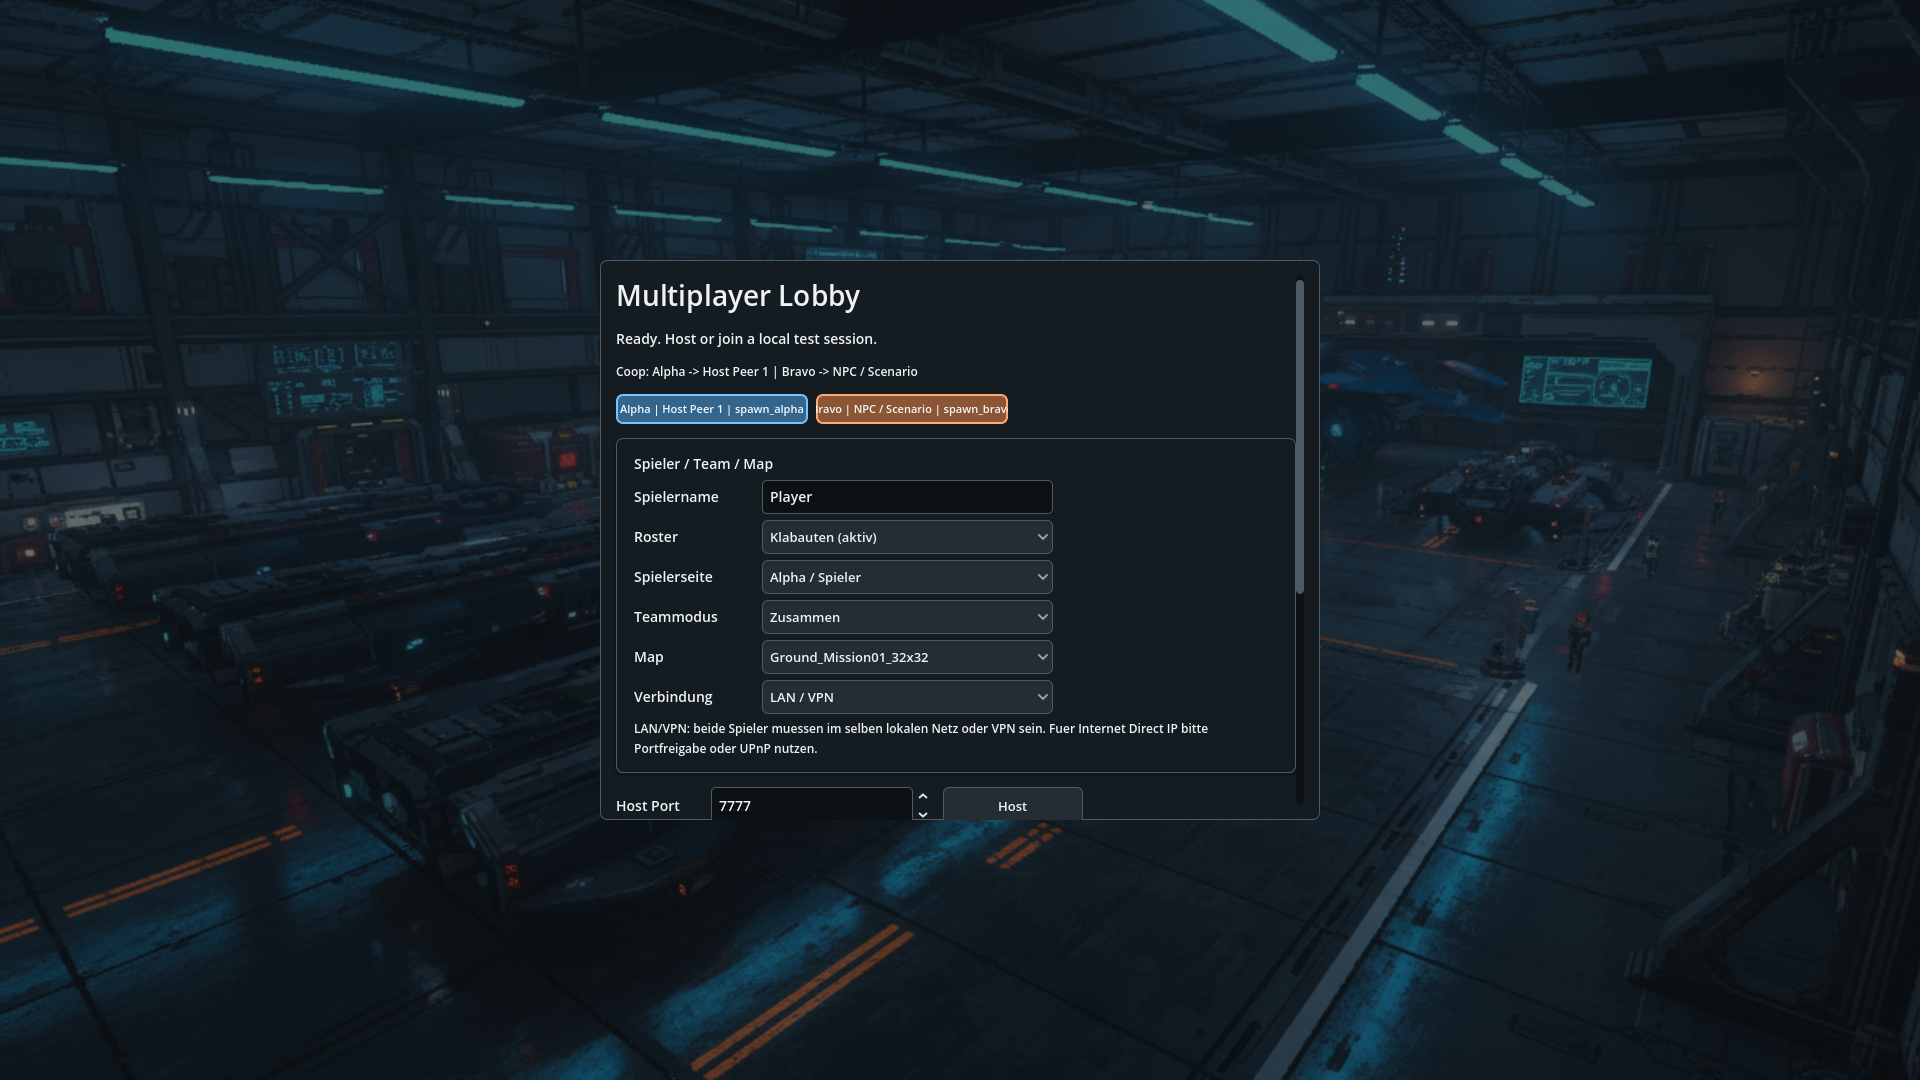 Multiplayer Lobby
Ready. Host or join a local test session.
Coop: Alpha -> Host Peer 1 | Bravo -> NPC / Scenario
Alpha | Host Peer 1 | spawn_alpha
ravo | NPC / Scenario | spawn_brav
Spieler / Team / Map
Spielername Player
Roster Klabauten (aktiv)
Spielerseite Alpha / Spieler
Teammodus Zusammen
Map Ground_Mission01_32x32
Verbindung LAN / VPN
LAN/VPN: beide Spieler muessen im selben lokalen Netz oder VPN sein. Fuer Internet Direct IP bitte
Portfreigabe oder UPnP nutzen.
Host Port 7777 Host